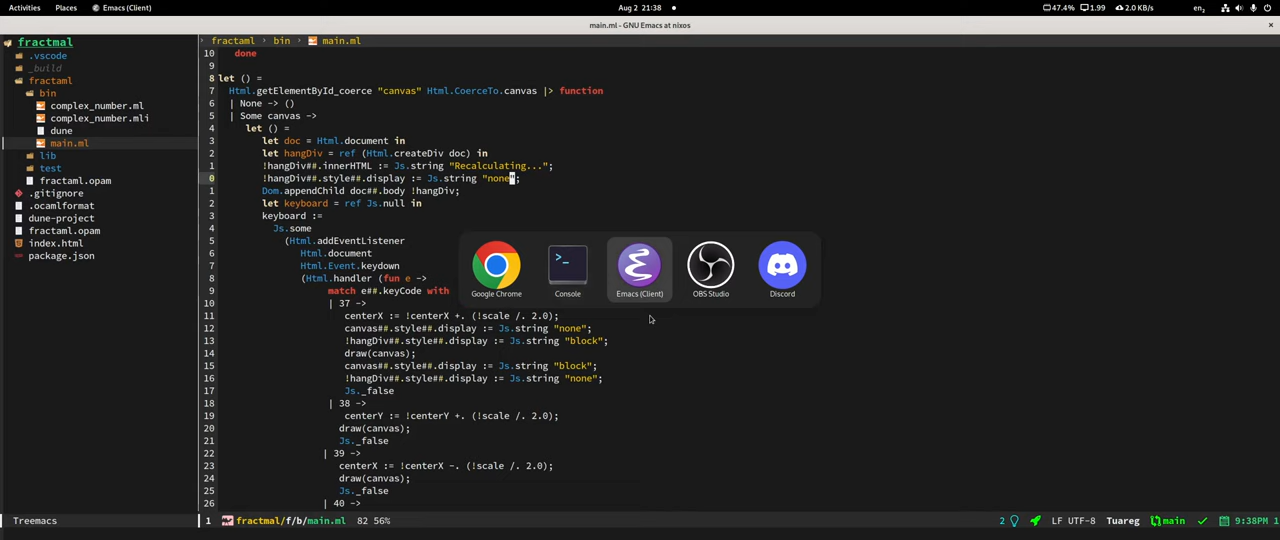 Activities Places Emacs (Client) Aug 2 21:38 47.4% 1.99 2.0 KB/s en₂
main.ml - GNU Emacs at nixos
fractmal
.vscode
_build
fractaml
bin
complex_number.ml
complex_number.mli
dune
main.ml
lib
test
fractaml.opam
.gitignore
.ocamlformat
dune-project
fractaml.opam
index.html
package.json
fractaml › bin › main.ml
10 done
9
8 let () =
7 Html.getElementById_coerce "canvas" Html.CoerceTo.canvas |> function
6 | None -> ()
5 | Some canvas ->
4 let () =
3 let doc = Html.document in
2 let hangDiv = ref (Html.createDiv doc) in
1 !hangDiv##.innerHTML := Js.string "Recalculating...";
0 !hangDiv##.style##.display := Js.string "none";
1 Dom.appendChild doc##.body !hangDiv;
2 let keyboard = ref Js.null in
3 keyboard :=
4 Js.some
5 (Html.addEventListener
6 Html.document
7 Html.Event.keydown
8 (Html.handler (fun e ->
9 match e##.keyCode with
10 | 37 ->
11 centerX := !centerX +. (!scale /. 2.0);
12 canvas##.style##.display := Js.string "none";
13 !hangDiv##.style##.display := Js.string "block";
14 draw(canvas);
15 canvas##.style##.display := Js.string "block";
16 !hangDiv##.style##.display := Js.string "none";
17 Js._false
18 | 38 ->
19 centerY := !centerY +. (!scale /. 2.0);
20 draw(canvas);
21 Js._false
22 | 39 ->
23 centerX := !centerX -. (!scale /. 2.0);
24 draw(canvas);
25 Js._false
26 | 40 ->
Google Chrome Console Emacs (Client) OBS Studio Discord
Treemacs 1 fractmal/f/b/main.ml 82 56% 2 LF UTF-8 Tuareg main 9:38PM 1